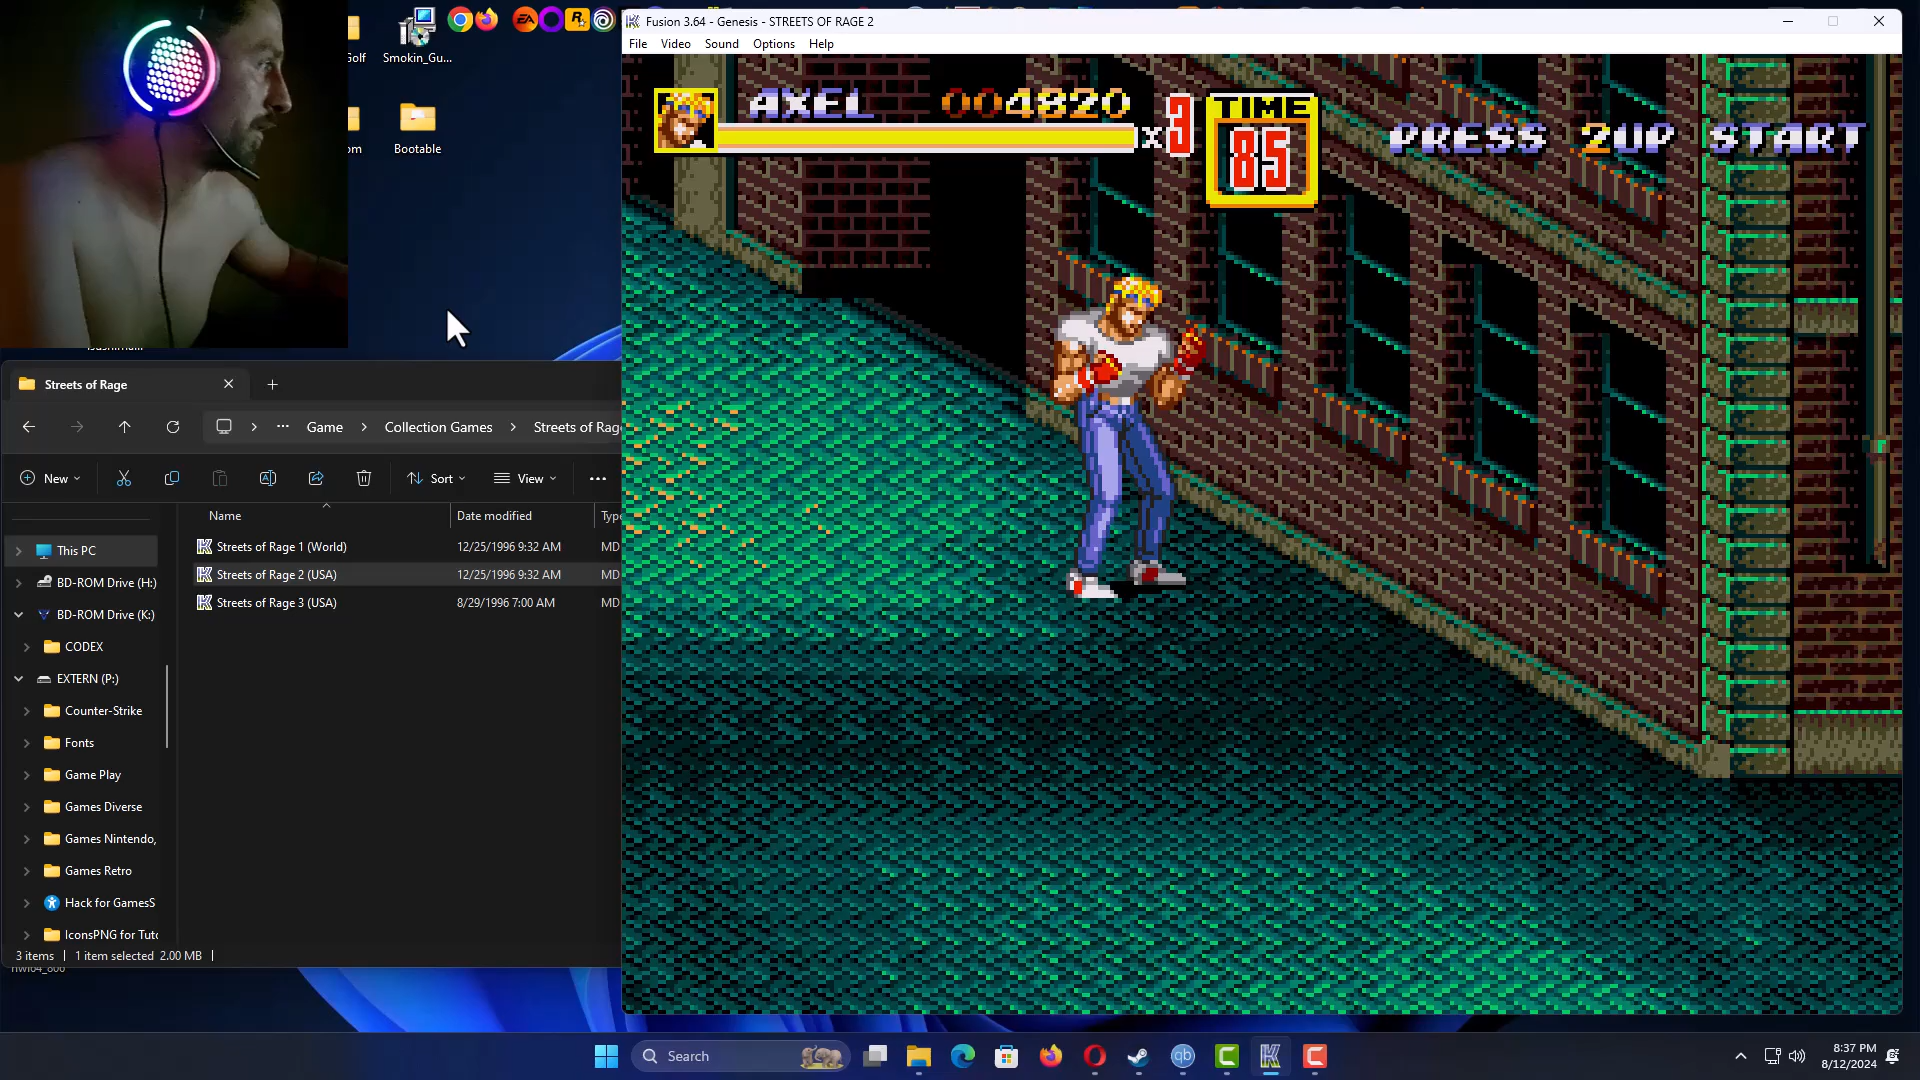 olf
Smokin_Gu...
om
Bootable
Fusion 3.64 - Genesis - STREETS OF RAGE 2
File Video Sound Options Help
AXEL 004820
x3
TIME
85
PRESS 2UP START
Streets of Rage
Game Collection Games Streets of Rag
New Sort View
Name Date modified Type
Streets of Rage 1 (World) 12/25/1996 9:32 AM MD
Streets of Rage 2 (USA) 12/25/1996 9:32 AM MD
Streets of Rage 3 (USA) 8/29/1996 7:00 AM MD
This PC
BD-ROM Drive (H:)
BD-ROM Drive (K:)
CODEX
EXTERN (P:)
Counter-Strike
Fonts
Game Play
Games Diverse
Games Nintendo,
Games Retro
Hack for GamesS
IconsPNG for Tuto
3 items 1 item selected 2.00 MB
Search
8:37 PM
8/12/2024